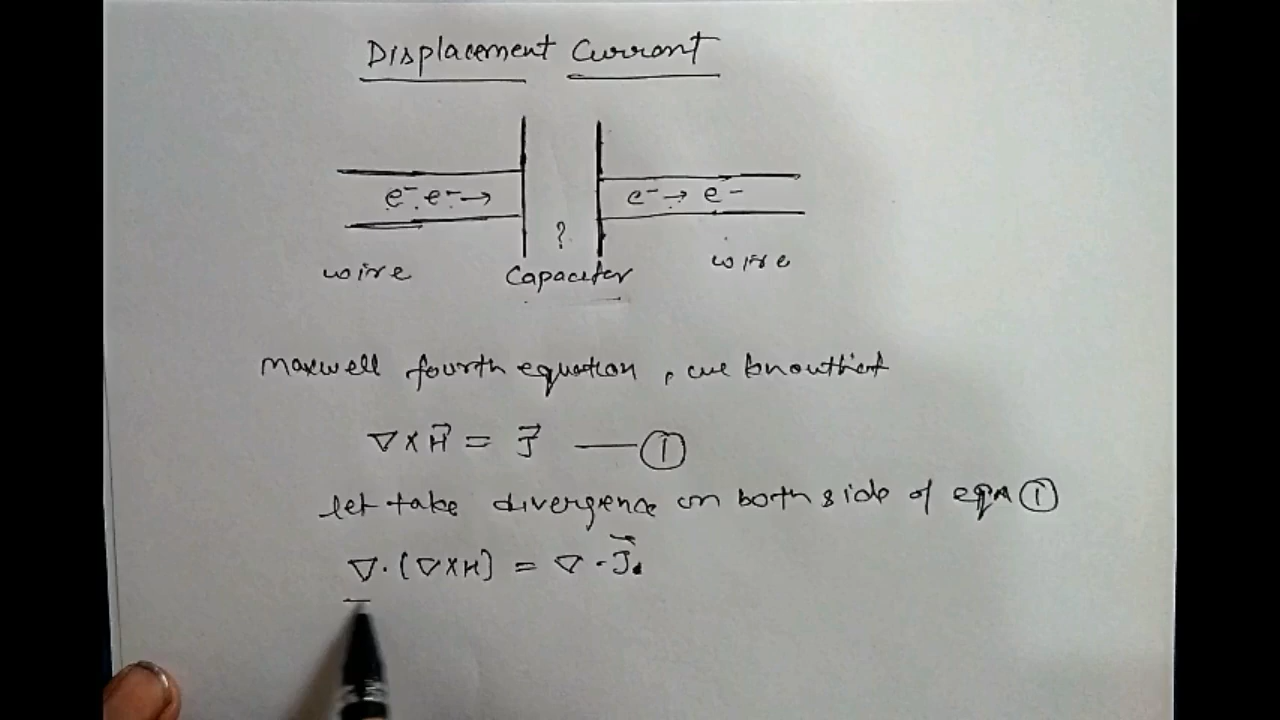 Displacement Current
e⁻ e⁻ → e⁻ → e⁻
?
wire Capaciter wire
Maxwell fourth equation, we know that
∇×H⃗ = J⃗ —— ①
let take divergence on both side of eqn ①
∇·(∇×H) = ∇·J⃗